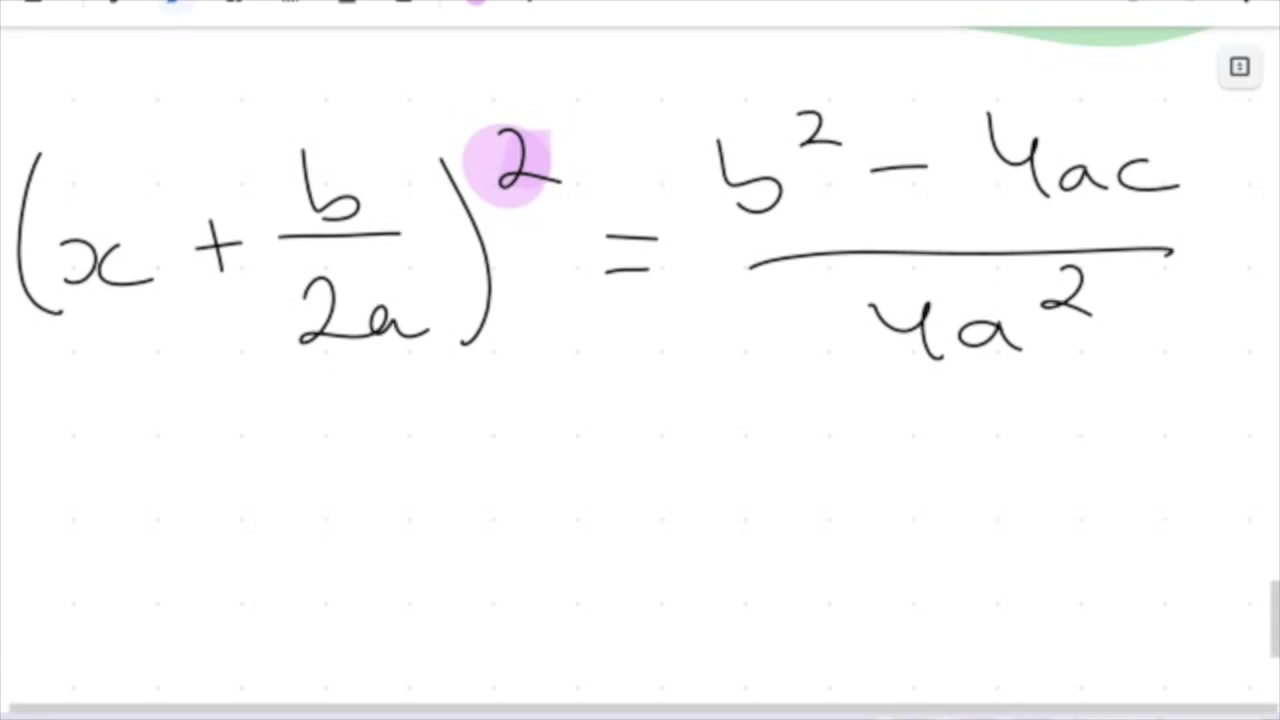 (x + b/2a)² = b² - 4ac / 4a²